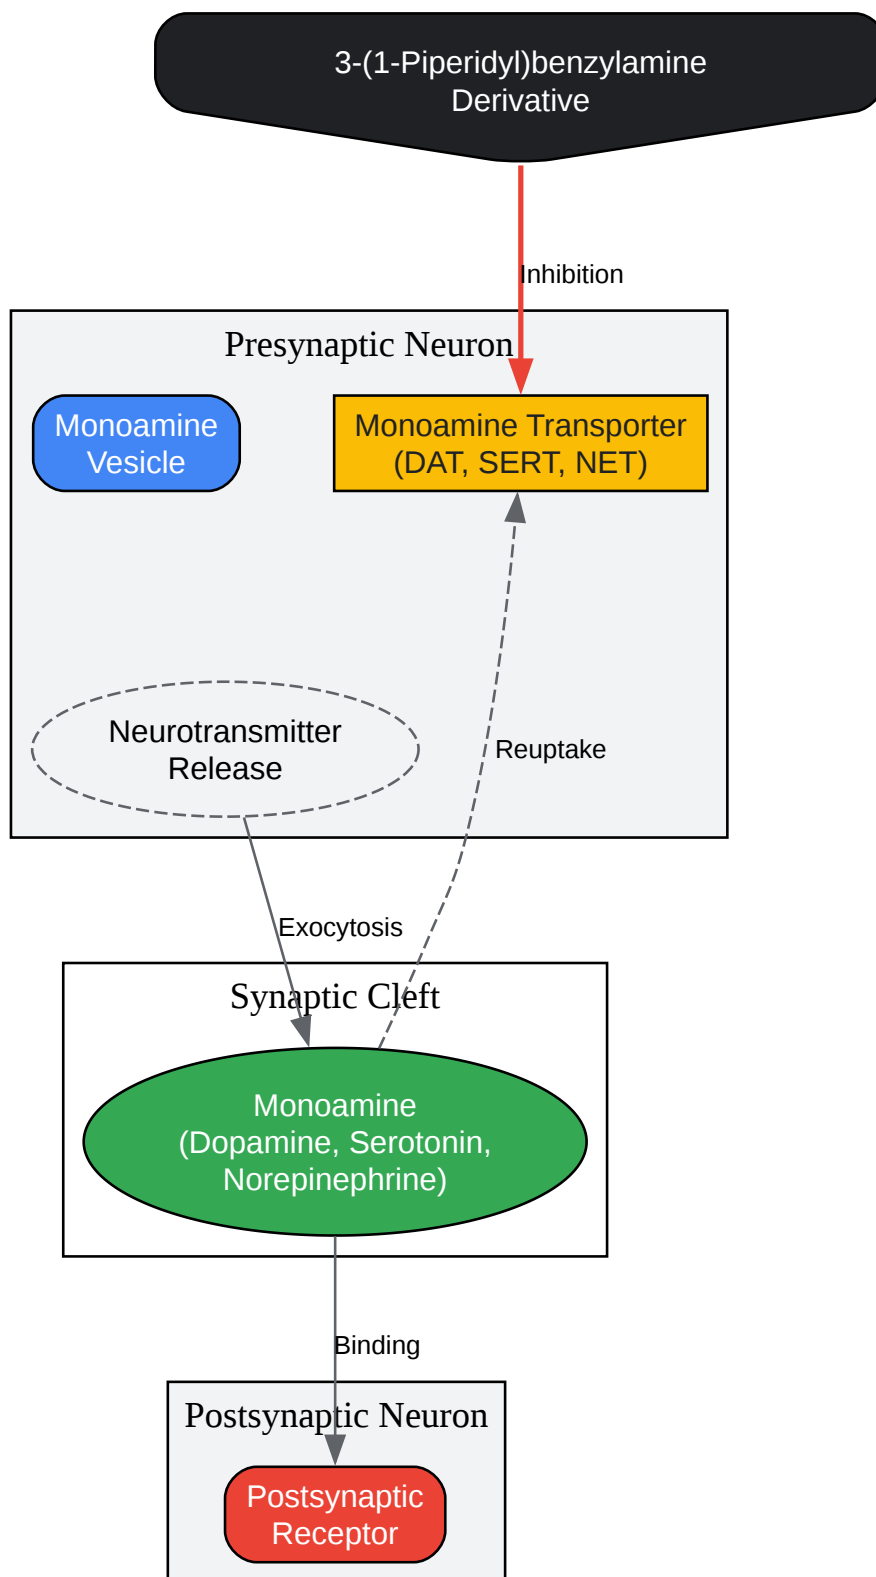 3-(1-Piperidyl)benzylamine
Derivative
Inhibition
Presynaptic Neuron
Monoamine
Vesicle
Monoamine Transporter
(DAT, SERT, NET)
Neurotransmitter
Release
Reuptake
Exocytosis
Synaptic Cleft
Monoamine
(Dopamine, Serotonin,
Norepinephrine)
Binding
Postsynaptic Neuron
Postsynaptic
Receptor